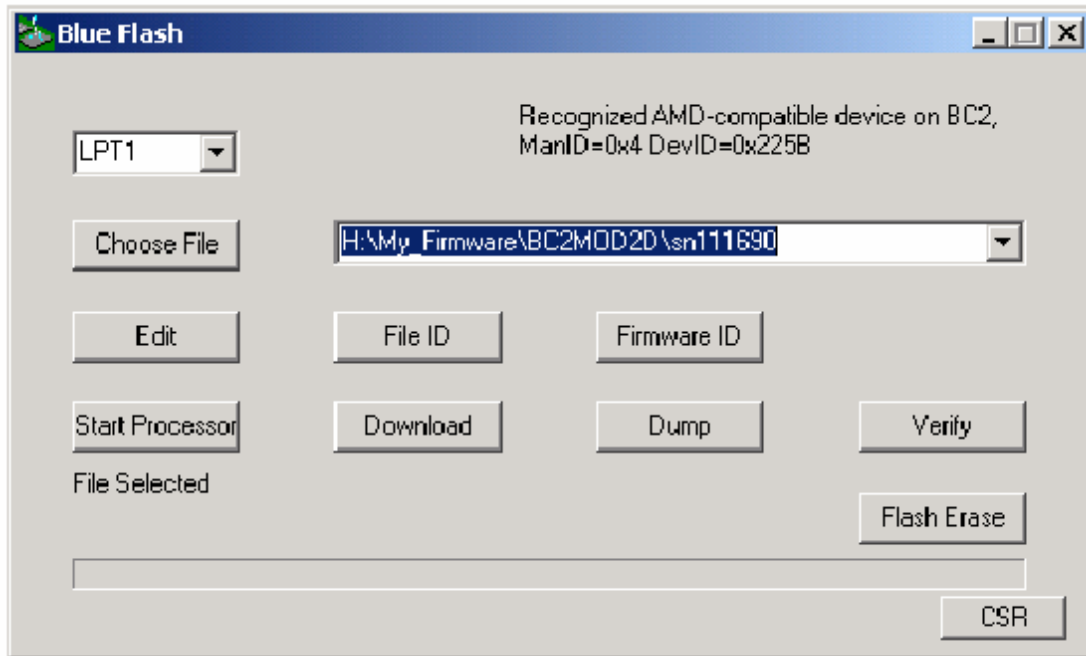 Blue Flash
LPT1
Recognized AMD-compatible device on BC2,
ManID=0x4 DevID=0x225B
Choose File
H:\My_Firmware\BC2MOD2D\sn111690
Edit
File ID
Firmware ID
Start Processor
Download
Dump
Verify
File Selected
Flash Erase
CSR